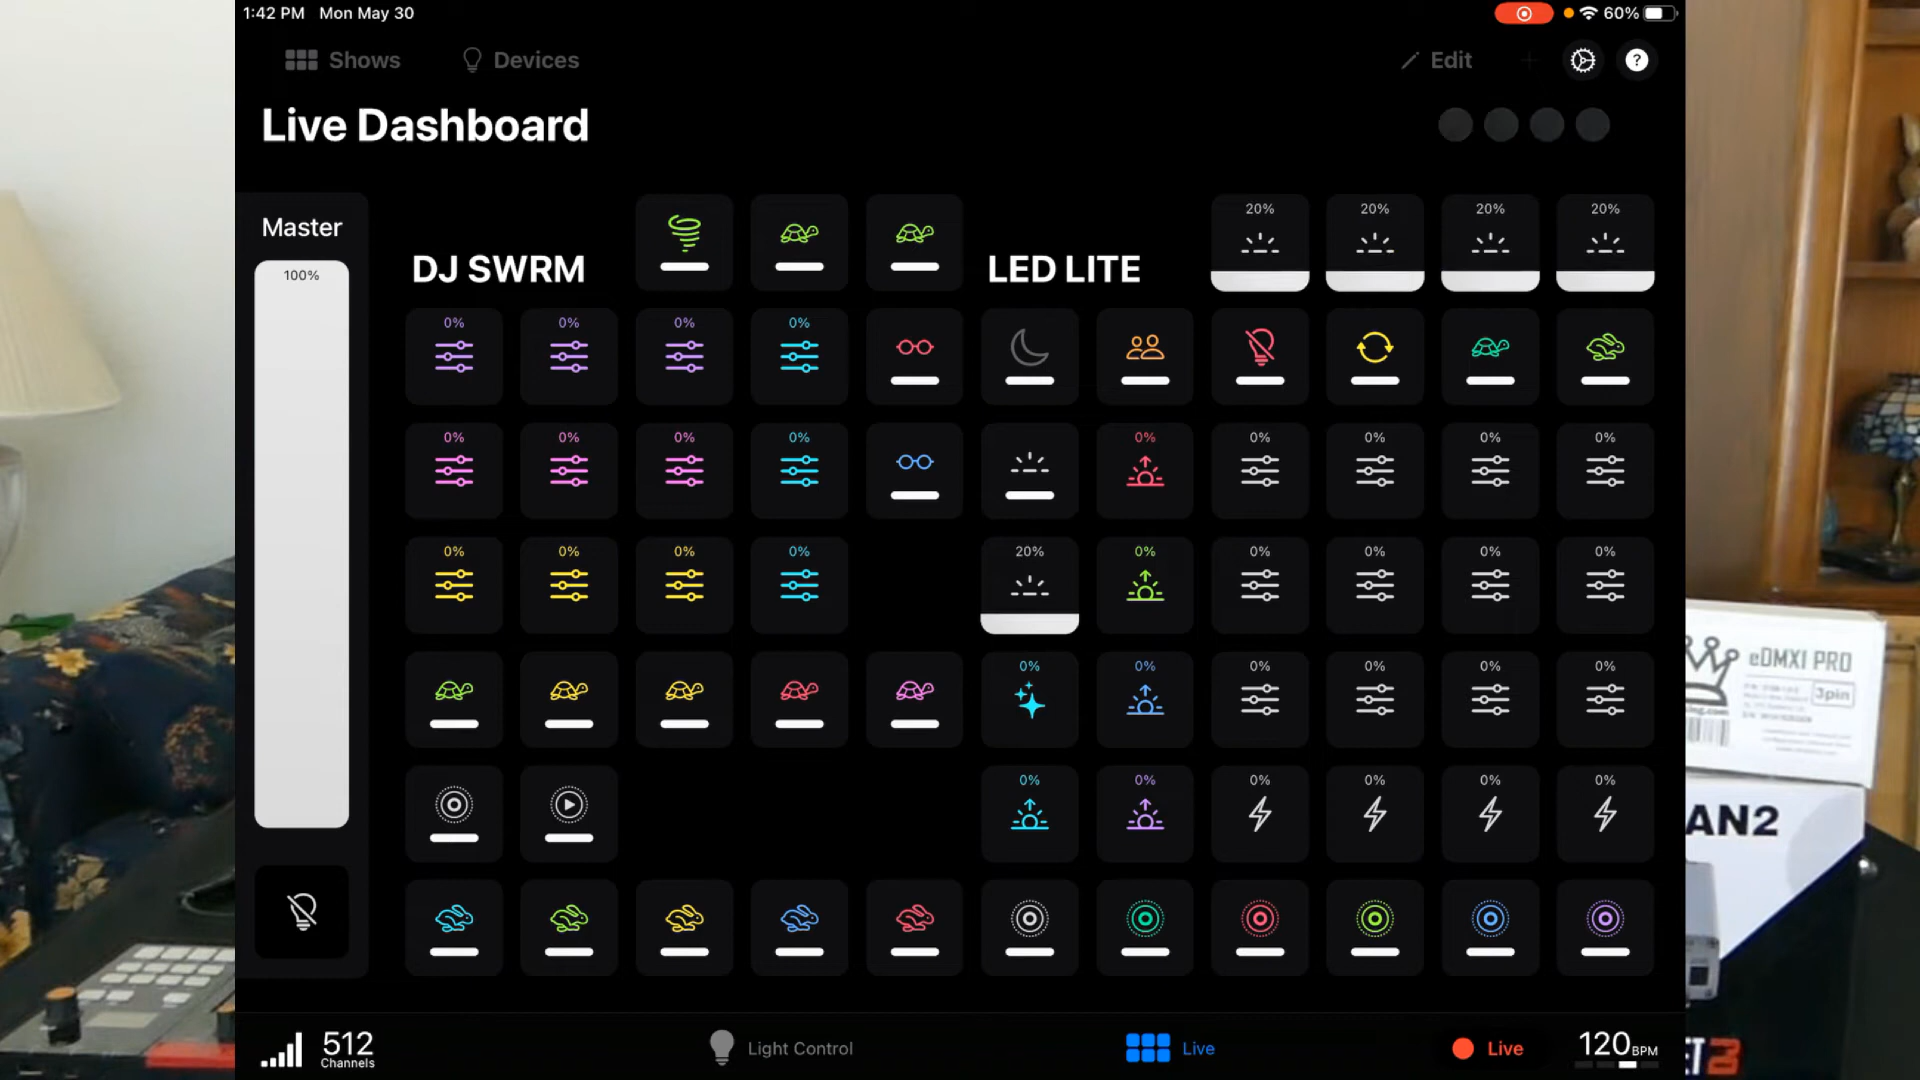 1:42 PM Mon May 30
60%
Shows
Devices
Edit
?
Live Dashboard
Master
100%
DJ SWRM
LED LITE
20% 20% 20% 20%
0% 0% 0% 0%
0% 0% 0% 0% 0% 0% 0% 0% 0%
0% 0% 0% 0% 20% 0% 0% 0% 0% 0%
0% 0% 0% 0% 0% 0%
0% 0% 0% 0% 0% 0%
512
Channels
Light Control
Live
Live
120 BPM
eDMX1 PRO
3pin
AN2